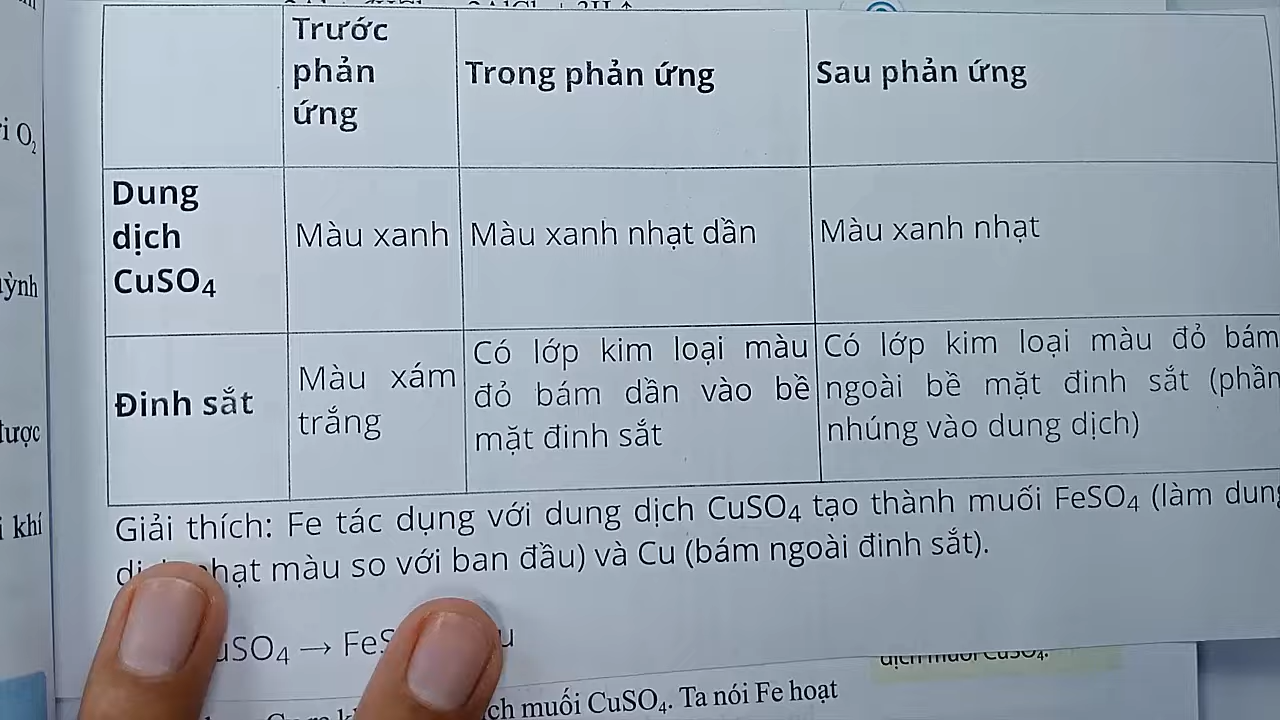 Trước
phản
ứng
Trong phản ứng
Sau phản ứng
Dung
dịch
CuSO₄
Màu xanh
Màu xanh nhạt dần
Màu xanh nhạt
Đinh sắt
Màu xám
trắng
Có lớp kim loại màu
đỏ bám dần vào bề
mặt đinh sắt
Có lớp kim loại màu đỏ bám
ngoài bề mặt đinh sắt (phần
nhúng vào dung dịch)
Giải thích: Fe tác dụng với dung dịch CuSO₄ tạo thành muối FeSO₄ (làm dung
màu so với ban đầu) và Cu (bám ngoài đinh sắt).
→
O₂
khí
muối CuSO₄. Ta nói Fe hoạt